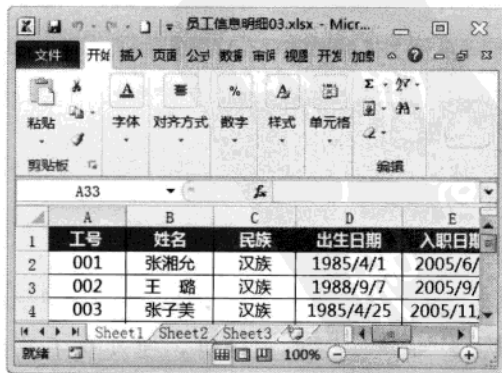 员工信息明细03.xlsx - Micr...
文件 开始 插入 页面 公式 数据 审阅 视图 开发 加载
粘贴 字体 对齐方式 数字 样式 单元格
剪贴板 编辑
A33 fx
A B C D E
1 工号 姓名 民族 出生日期 入职日期
2 001 张湘允 汉族 1985/4/1 2005/6/
3 002 王 璐 汉族 1988/9/7 2005/9/
4 003 张子美 汉族 1985/4/25 2005/11
Sheet1 Sheet2 Sheet3
就绪 100%